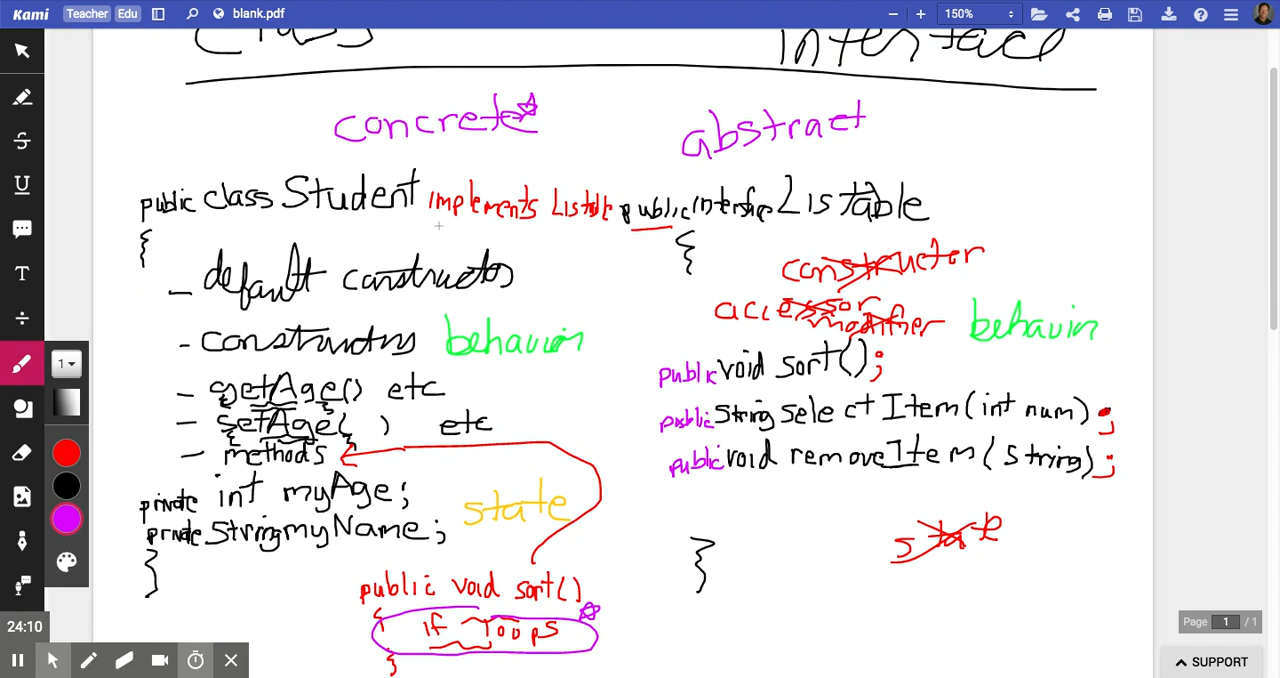 Kami Teacher Edu blank.pdf 150%
Class Interface
concrete abstract
public class Student implements Listable public interface Listable
{ {
- default constructor constructor
accessor
modifier
- constructors behavior behavior
public void sort();
- getAge() etc
public String selectItem(int num);
- setAge( ) etc
- methods public void removeItem(String);
private int myAge;
state
private String myName; state
} }
public void sort()
{ if loops
}
1
24:10
Page 1 / 1
SUPPORT